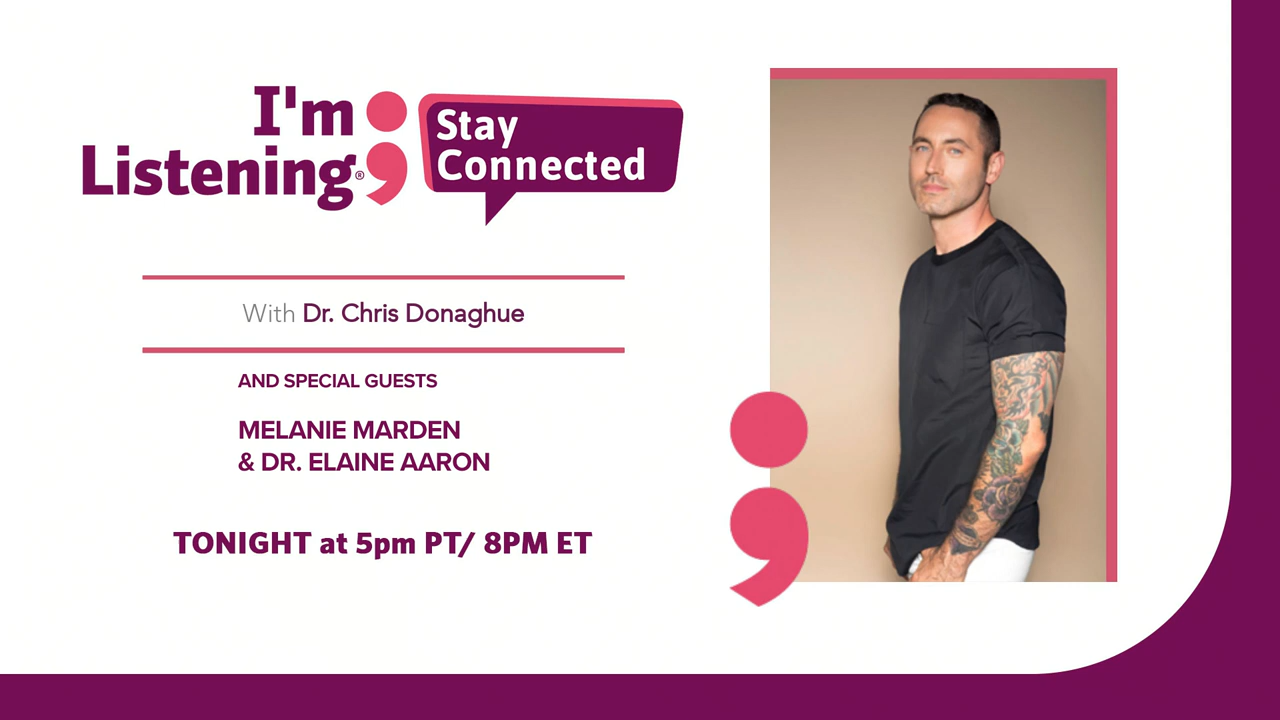 I'm
Listening®
Stay
Connected
With Dr. Chris Donaghue
AND SPECIAL GUESTS
MELANIE MARDEN
& DR. ELAINE AARON
TONIGHT at 5pm PT/ 8PM ET